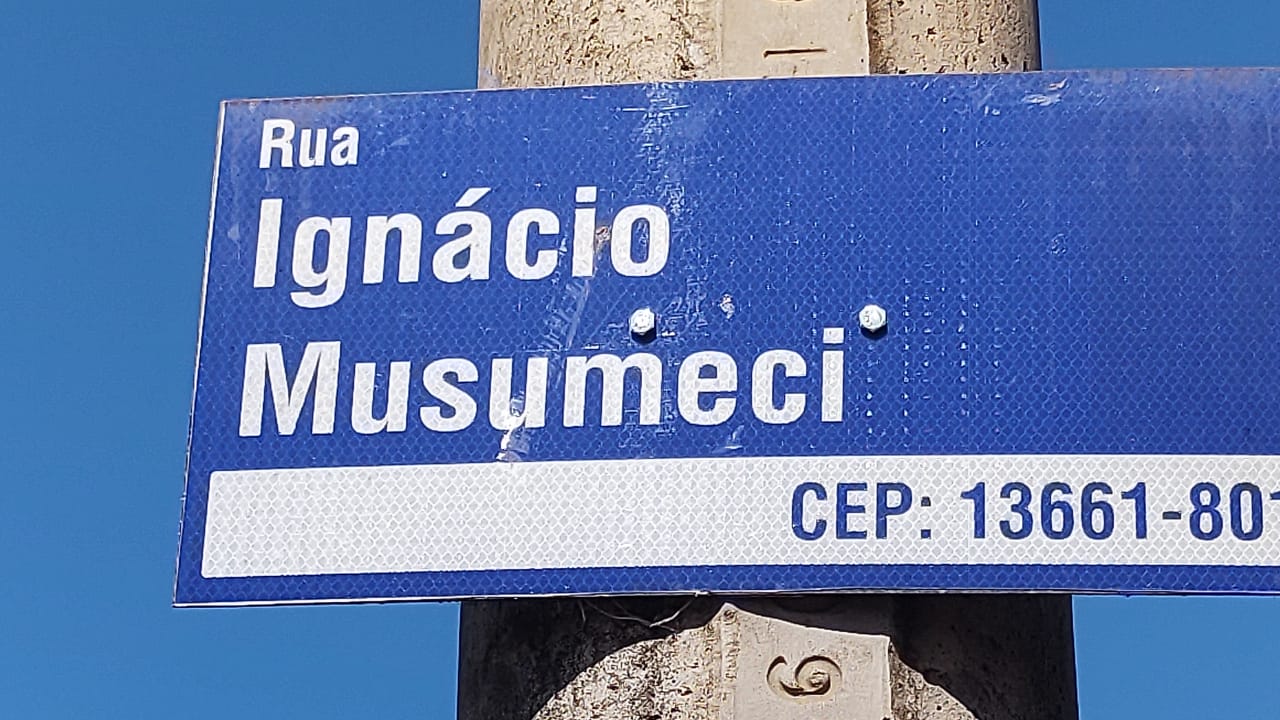 Rua
Ignácio
Musumeci
CEP: 13661-80